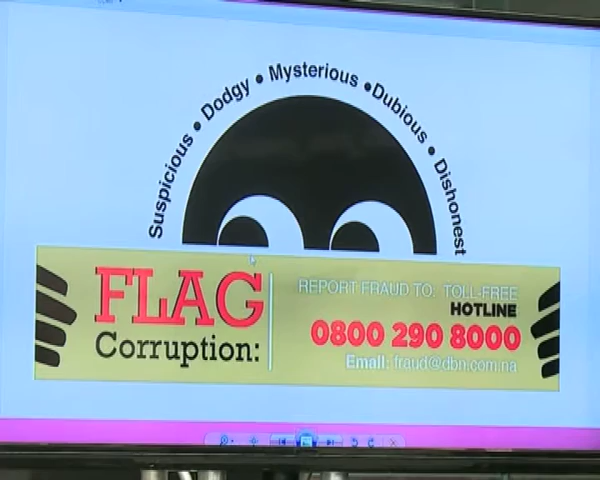 Suspicious • Dodgy • Mysterious • Dubious • Dishonest
FLAG
Corruption:
REPORT FRAUD TO: TOLL-FREE
HOTLINE
0800 290 8000
Email: fraud@dbn.com.na